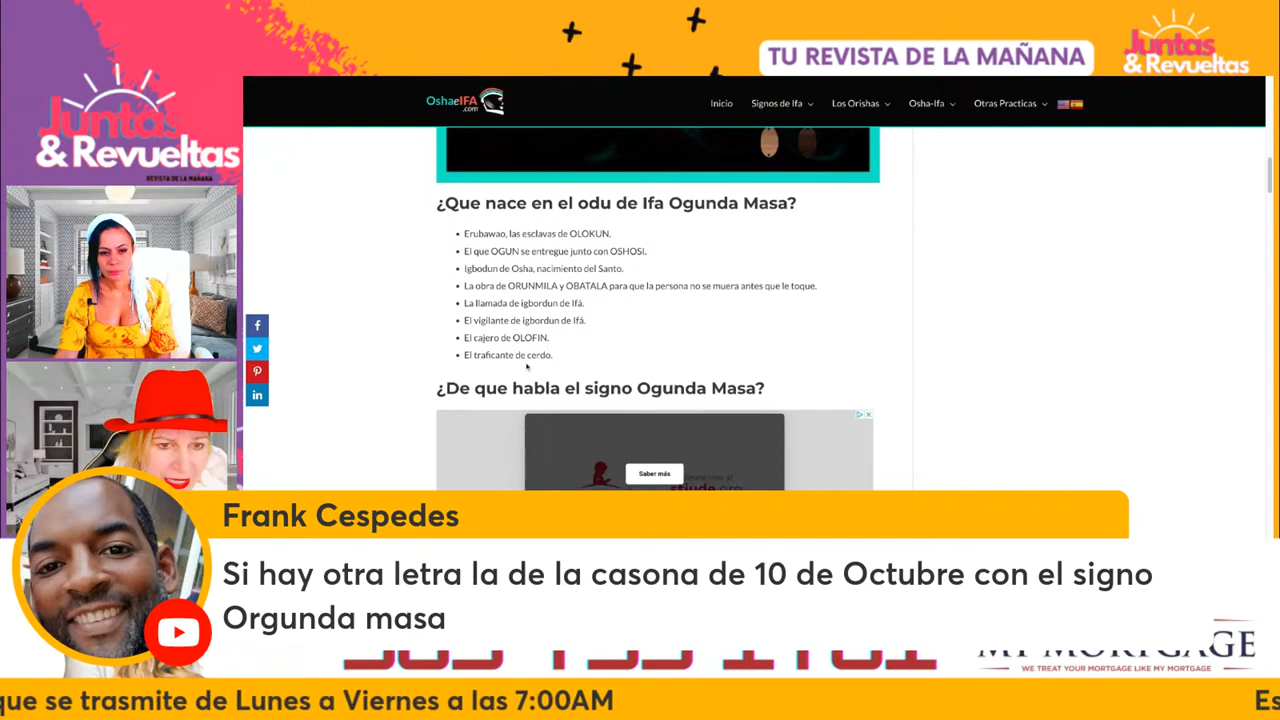 TU REVISTA DE LA MAÑANA
Juntas
& Revueltas
Juntas
& Revueltas
REVISTA DE LA MAÑANA
OshaeIFA
.com
Inicio
Signos de Ifa
Los Orishas
Osha-Ifa
Otras Practicas
¿Que nace en el odu de Ifa Ogunda Masa?
Erubawao, las esclavas de OLOKUN.
El que OGUN se entregue junto con OSHOSI.
Igbodun de Osha, nacimiento del Santo.
La obra de ORUNMILA y OBATALA para que la persona no se muera antes que le toque.
La llamada de igbordun de Ifá.
El vigilante de igbordun de Ifá.
El cajero de OLOFIN.
El traficante de cerdo.
¿De que habla el signo Ogunda Masa?
Saber más
Frank Cespedes
Si hay otra letra la de la casona de 10 de Octubre con el signo
Orgunda masa
MY MORTGAGE
WE TREAT YOUR MORTGAGE LIKE MY MORTGAGE
que se trasmite de Lunes a Viernes a las 7:00AM
Es